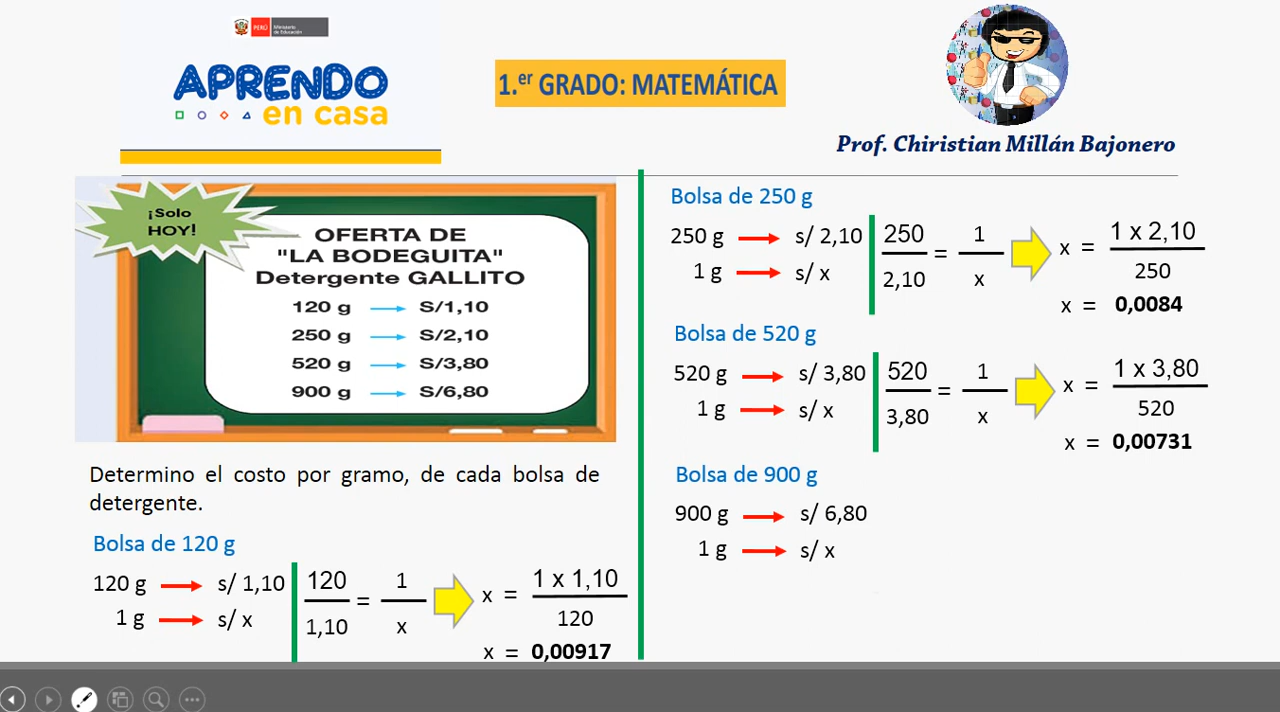 PERÚ Ministerio
de Educación
APRENDO
en casa
1.er GRADO: MATEMÁTICA
Prof. Chiristian Millán Bajonero
¡Solo
HOY!
OFERTA DE
"LA BODEGUITA"
Detergente GALLITO
120 g → S/1,10
250 g → S/2,10
520 g → S/3,80
900 g → S/6,80
Determino el costo por gramo, de cada bolsa de
detergente.
Bolsa de 120 g
120 g → s/ 1,10
1 g → s/ x
120/1,10 = 1/x
x = 1 x 1,10 / 120
x = 0,00917
Bolsa de 250 g
250 g → s/ 2,10
1 g → s/ x
250/2,10 = 1/x
x = 1 x 2,10 / 250
x = 0,0084
Bolsa de 520 g
520 g → s/ 3,80
1 g → s/ x
520/3,80 = 1/x
x = 1 x 3,80 / 520
x = 0,00731
Bolsa de 900 g
900 g → s/ 6,80
1 g → s/ x